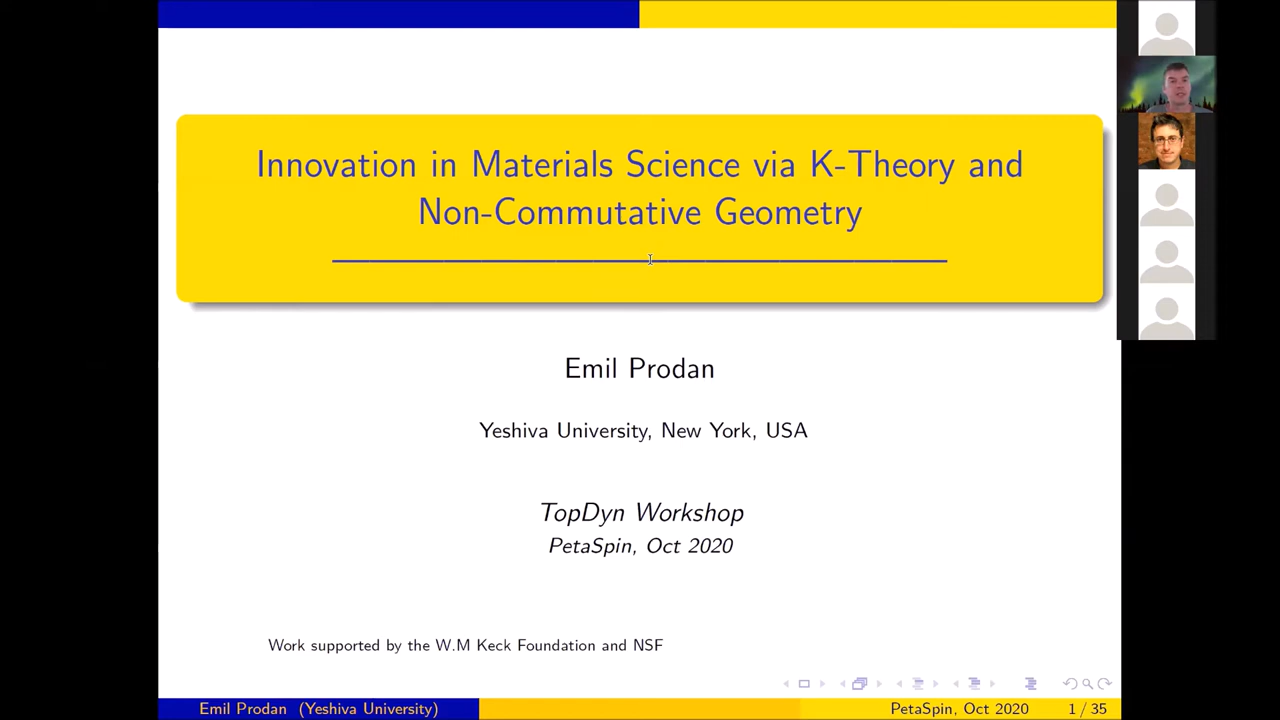 Innovation in Materials Science via K-Theory and
Non-Commutative Geometry
Emil Prodan
Yeshiva University, New York, USA
TopDyn Workshop
PetaSpin, Oct 2020
Work supported by the W.M Keck Foundation and NSF
Emil Prodan (Yeshiva University)
PetaSpin, Oct 2020
1 / 35